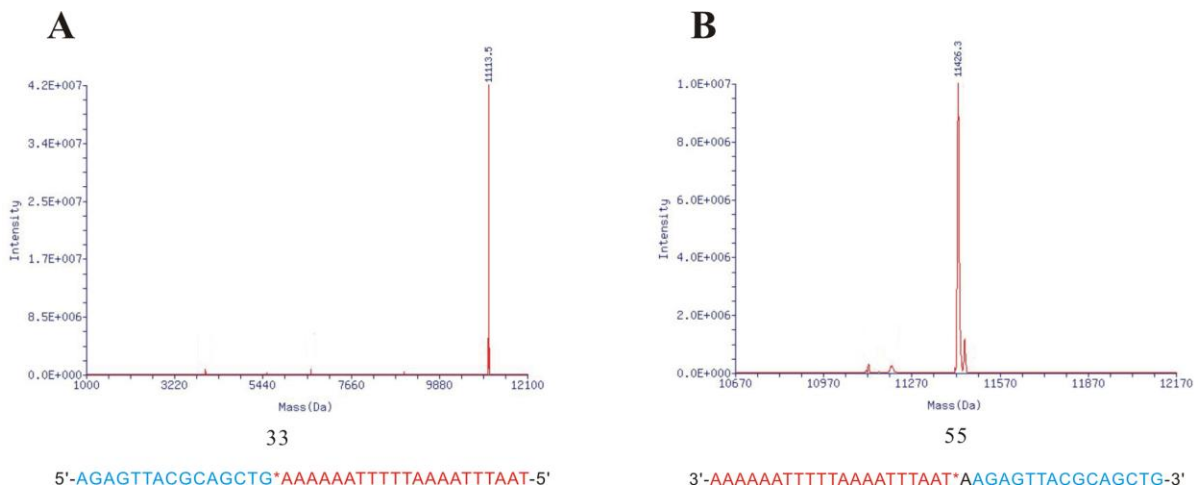 A
11113.5
4.2E+007
3.4E+007
2.5E+007
1.7E+007
8.5E+006
0.0E+000
Intensity
1000 3220 5440 7660 9880 12100
Mass(Da)
33
5'-AGAGTTACGCAGCTG*AAAAAATTTTTAAAATTTAAT-5'
B
11426.3
1.0E+007
8.0E+006
6.0E+006
4.0E+006
2.0E+006
0.0E+000
Intensity
10670 10970 11270 11570 11870 12170
Mass(Da)
55
3'-AAAAAATTTTTAAAATTTAAT*AAGAGTTACGCAGCTG-3'